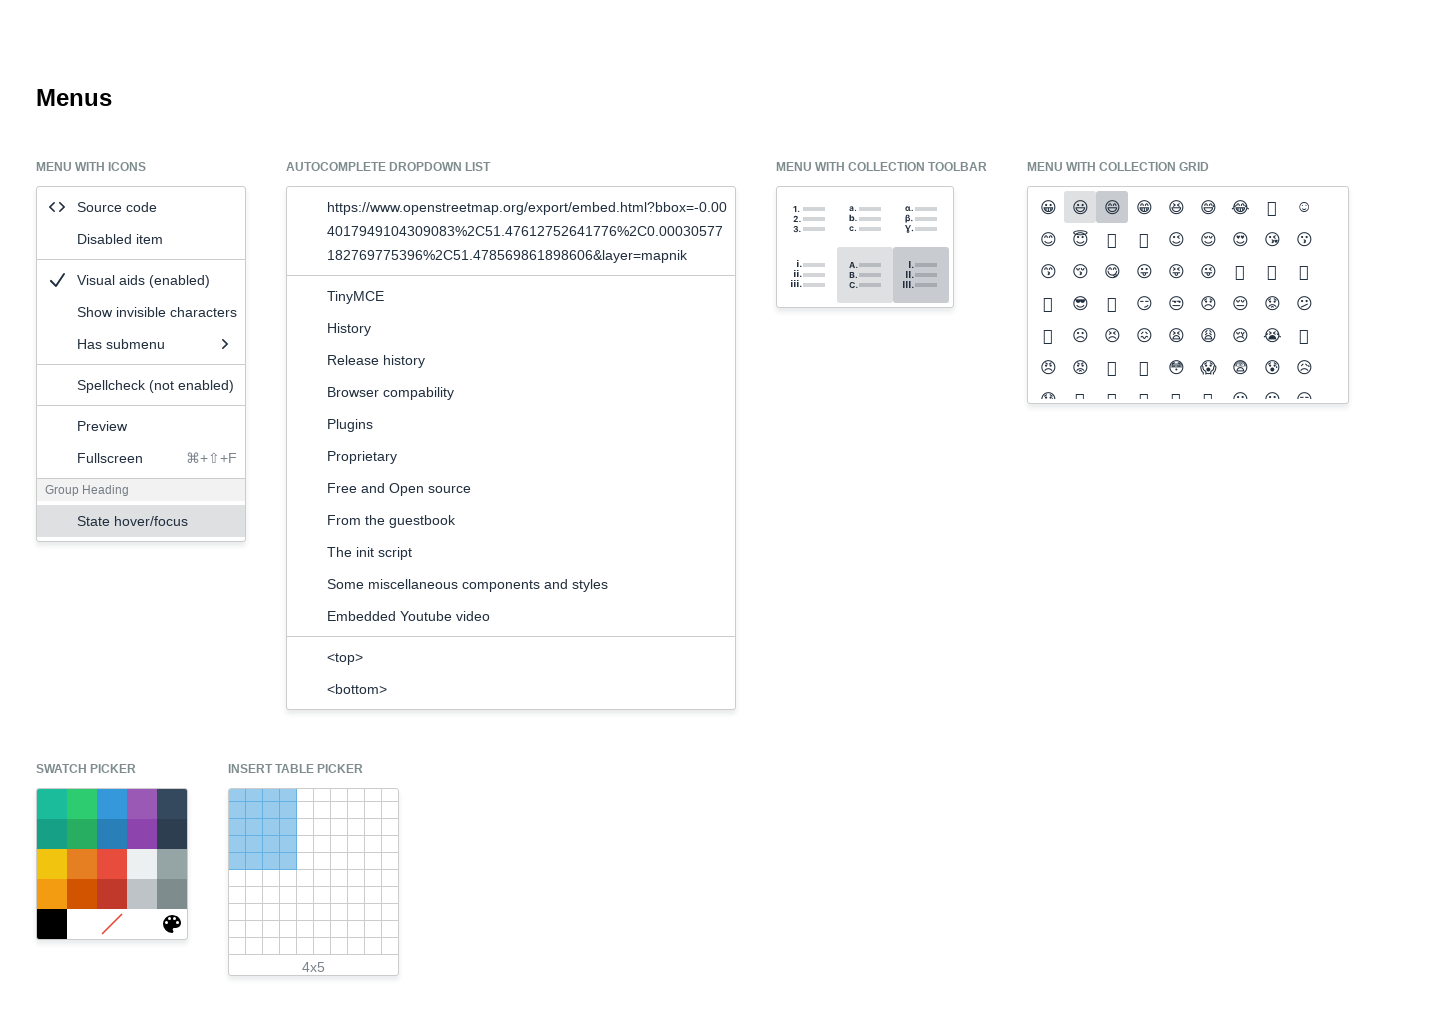 Menus
MENU WITH ICONS
Source code
Disabled item
Visual aids (enabled)
Show invisible characters
Has submenu
Spellcheck (not enabled)
Preview
Fullscreen ⌘+⇧+F
Group Heading
State hover/focus
AUTOCOMPLETE DROPDOWN LIST
https://www.openstreetmap.org/export/embed.html?bbox=-0.00
4017949104309083%2C51.47612752641776%2C0.00030577
182769775396%2C51.478569861898606&layer=mapnik
TinyMCE
History
Release history
Browser compability
Plugins
Proprietary
Free and Open source
From the guestbook
The init script
Some miscellaneous components and styles
Embedded Youtube video
<top>
<bottom>
MENU WITH COLLECTION TOOLBAR
1. a. α.
2. b. β.
3. c. γ.
i. A. I.
ii. B. II.
iii. C. III.
MENU WITH COLLECTION GRID
SWATCH PICKER
INSERT TABLE PICKER
4x5